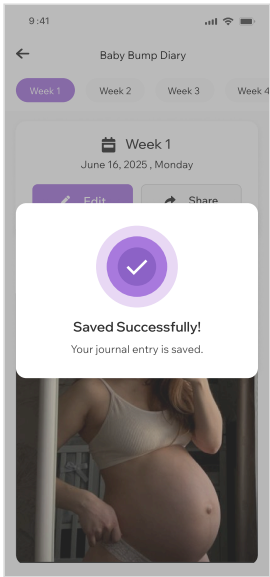 9:41
Baby Bump Diary
Week 1 Week 2 Week 3 Week 4
Week 1
June 16, 2025 , Monday
Edit Share
Saved Successfully!
Your journal entry is saved.